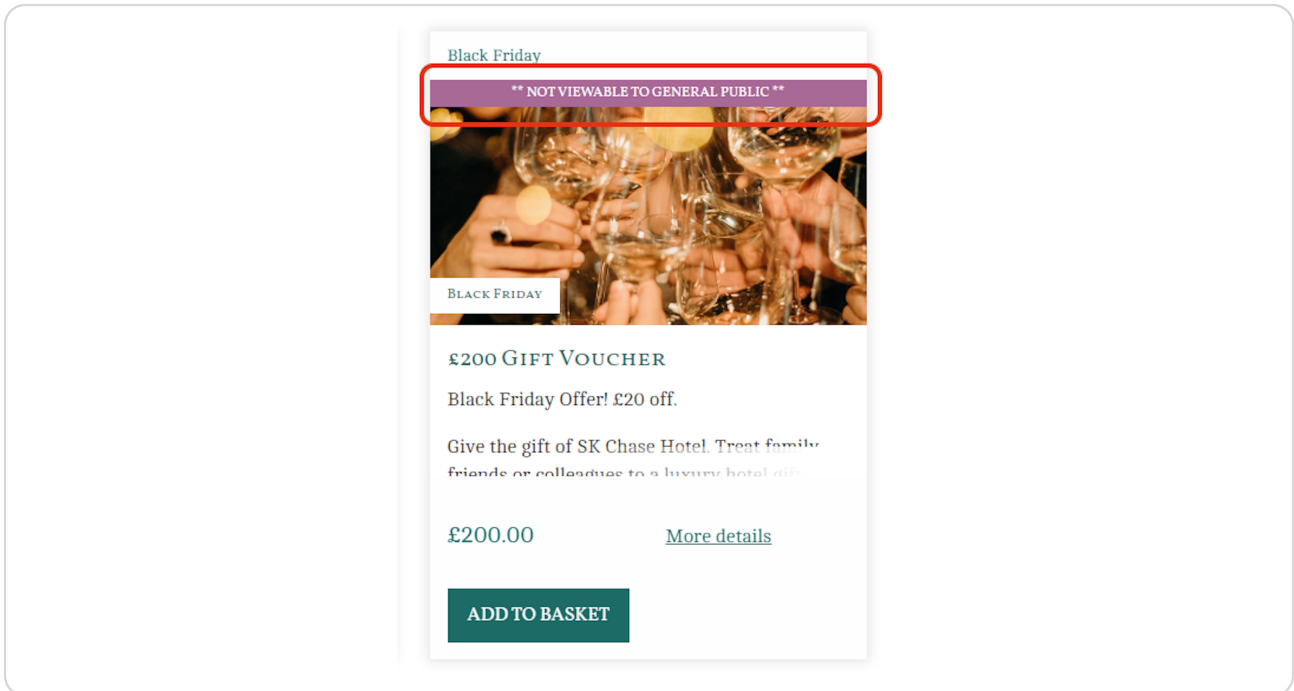 Black Friday
** NOT VIEWABLE TO GENERAL PUBLIC **
Black Friday
£200 Gift Voucher
Black Friday Offer! £20 off.
Give the gift of SK Chase Hotel. Treat family,
friends or colleagues to a luxury hotel gift
£200.00
More details
ADD TO BASKET